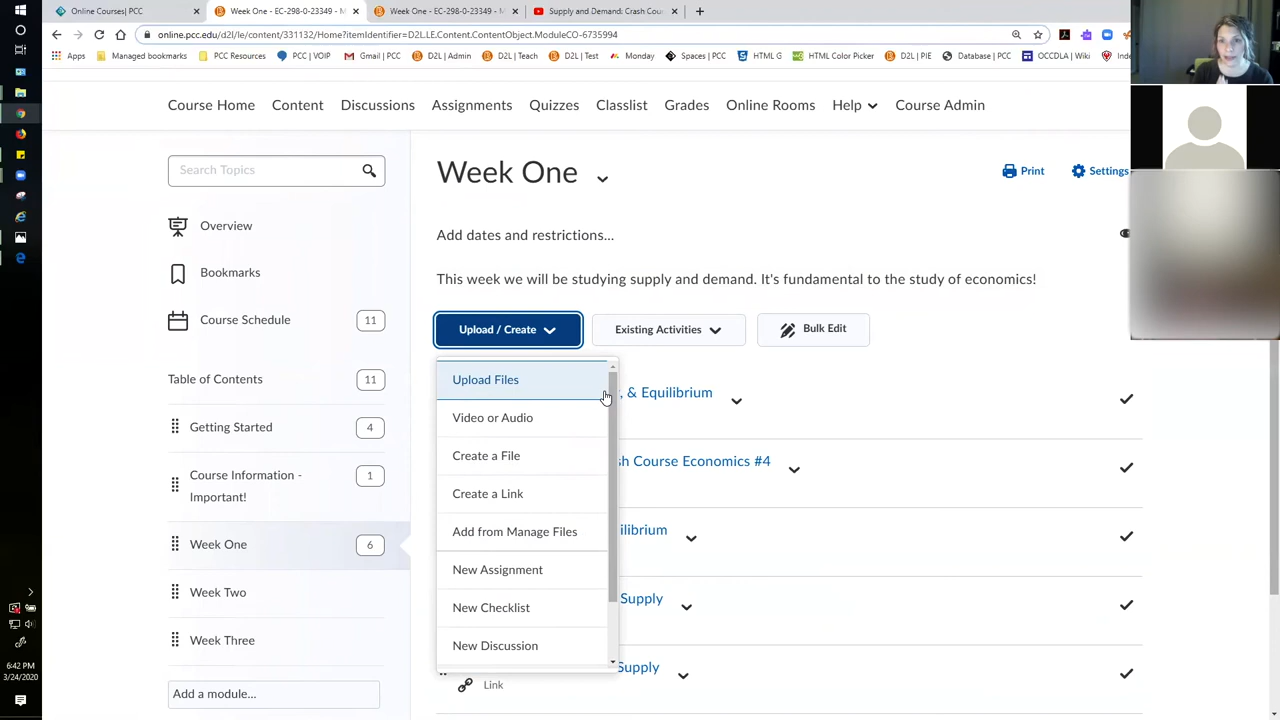 Online Courses| PCC
Week One - EC-298-0-23349 - M
Week One - EC-298-0-23349 - M
Supply and Demand: Crash Cou
online.pcc.edu/d2l/le/content/331132/Home?itemIdentifier=D2L.LE.Content.ContentObject.ModuleCO-6735994
Apps Managed bookmarks PCC Resources PCC | VOIP PCC | Gmail D2L | Admin D2L | Teach D2L | Test Monday Spaces | PCC HTML G HTML Color Picker D2L | PiE Database | PCC OCCDLA | Wiki Inde
Course Home Content Discussions Assignments Quizzes Classlist Grades Online Rooms Help Course Admin
Search Topics
Overview
Bookmarks
Course Schedule 11
Table of Contents 11
Getting Started 4
Course Information -
Important!
1
Week One 6
Week Two
Week Three
Add a module...
Week One
Print
Settings
Add dates and restrictions...
This week we will be studying supply and demand. It's fundamental to the study of economics!
Upload / Create Existing Activities Bulk Edit
Upload Files
Video or Audio
Create a File
Create a Link
Add from Manage Files
New Assignment
New Checklist
New Discussion
, & Equilibrium
sh Course Economics #4
ilibrium
Supply
Supply
Link
6:42 PM
3/24/2020